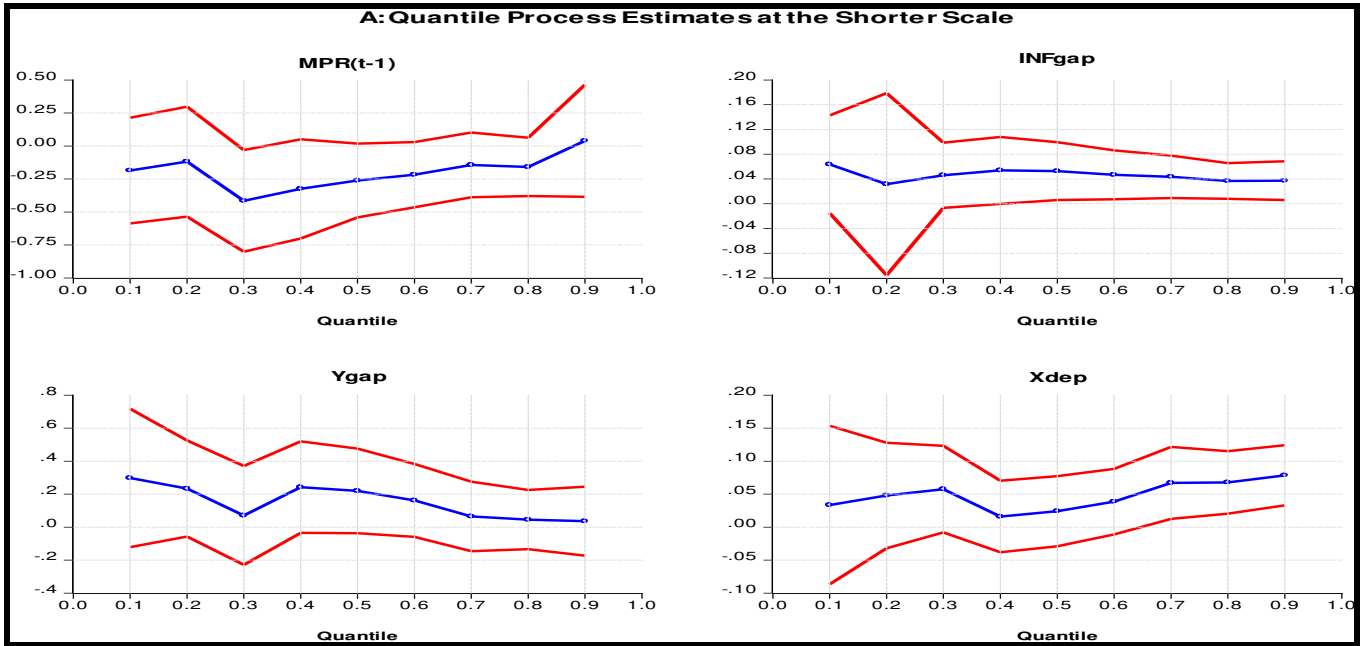 A: Quantile Process Estimates at the Shorter Scale
MPR(t-1)
0.50
0.25
0.00
-0.25
-0.50
-0.75
-1.00
0.0 0.1 0.2 0.3 0.4 0.5 0.6 0.7 0.8 0.9 1.0
Quantile
INFgap
.20
.16
.12
.08
.04
.00
-.04
-.08
-.12
0.0 0.1 0.2 0.3 0.4 0.5 0.6 0.7 0.8 0.9 1.0
Quantile
Ygap
.8
.6
.4
.2
.0
-.2
-.4
0.0 0.1 0.2 0.3 0.4 0.5 0.6 0.7 0.8 0.9 1.0
Quantile
Xdep
.20
.15
.10
.05
.00
-.05
-.10
0.0 0.1 0.2 0.3 0.4 0.5 0.6 0.7 0.8 0.9 1.0
Quantile